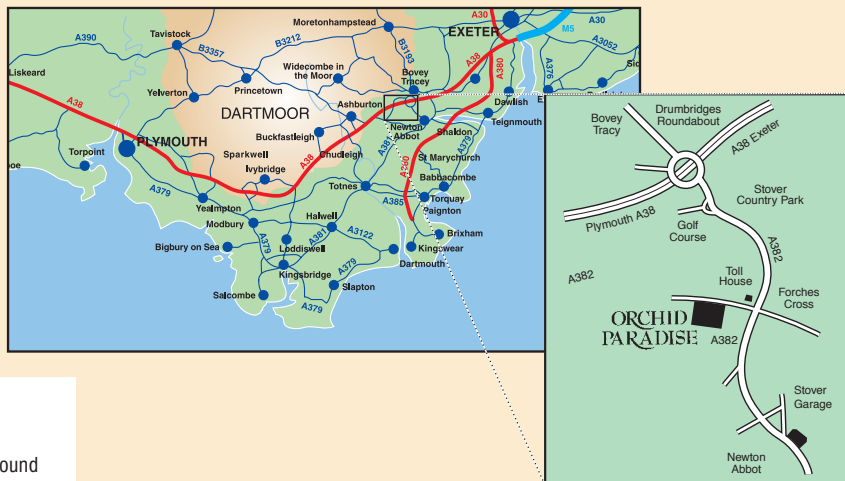 A390
Tavistock
B3357
B3212
Moretonhampstead
B3193
EXETER
A30
A30
M5
A3052
A38
A380
A376
Liskeard
Widecombe in
the Moor
Bovey
Tracey
Princetown
Yelverton
A38
DARTMOOR
Ashburton
Dawlish
Teignmouth
Newton
Abbot
Shaldon
PLYMOUTH
Buckfastleigh
Chudleigh
A381
A380
A379
St Marychurch
Torpoint
Sparkwell
Ivybridge
A38
Babbacombe
A379
Totnes
A385
Torquay
Paignton
Yealmpton
Modbury
Halwell
Brixham
Bigbury on Sea
A379
Loddiswell
A381
A3122
Kingswear
Dartmouth
Kingsbridge
A379
Slapton
Salcombe
A379
Bovey
Tracy
Drumbridges
Roundabout
A38 Exeter
Stover
Country Park
Plymouth A38
Golf
Course
A382
A382
Toll
House
Forches
Cross
ORCHID
PARADISE
A382
Stover
Garage
Newton
Abbot
ound